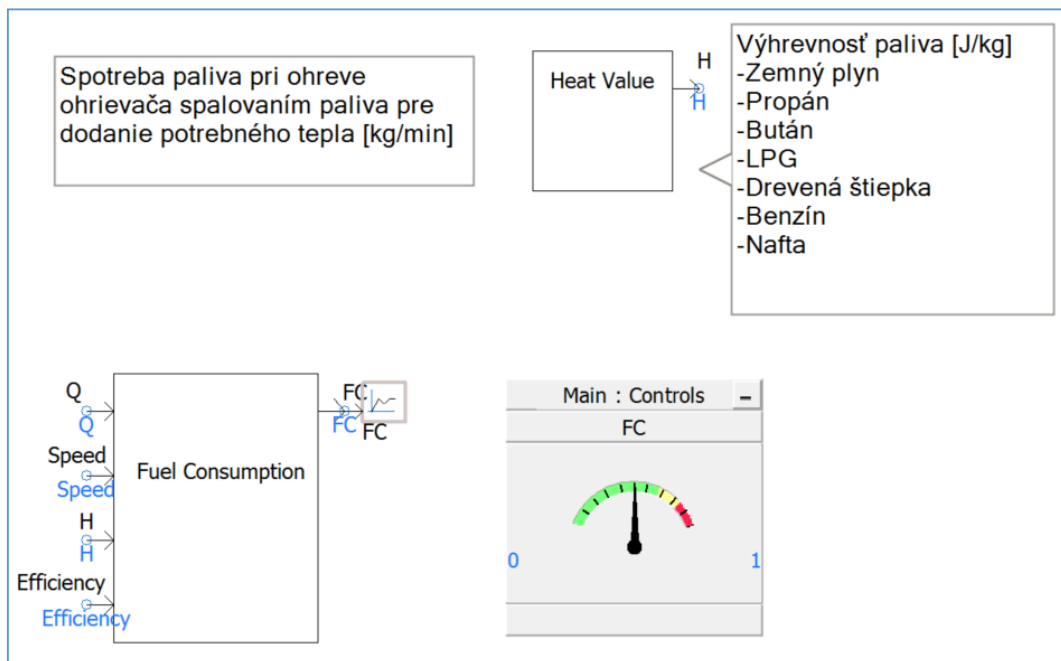 Spotreba paliva pri ohreve
ohrievača spalovaním paliva pre
dodanie potrebného tepla [kg/min]
Heat Value
H
H
Výhrevnosť paliva [J/kg]
-Zemný plyn
-Propán
-Bután
-LPG
-Drevená štiepka
-Benzín
-Nafta
Q
Q
Speed
Speed
H
H
Efficiency
Efficiency
Fuel Consumption
FC
FC
FC
Main : Controls
FC
0
1